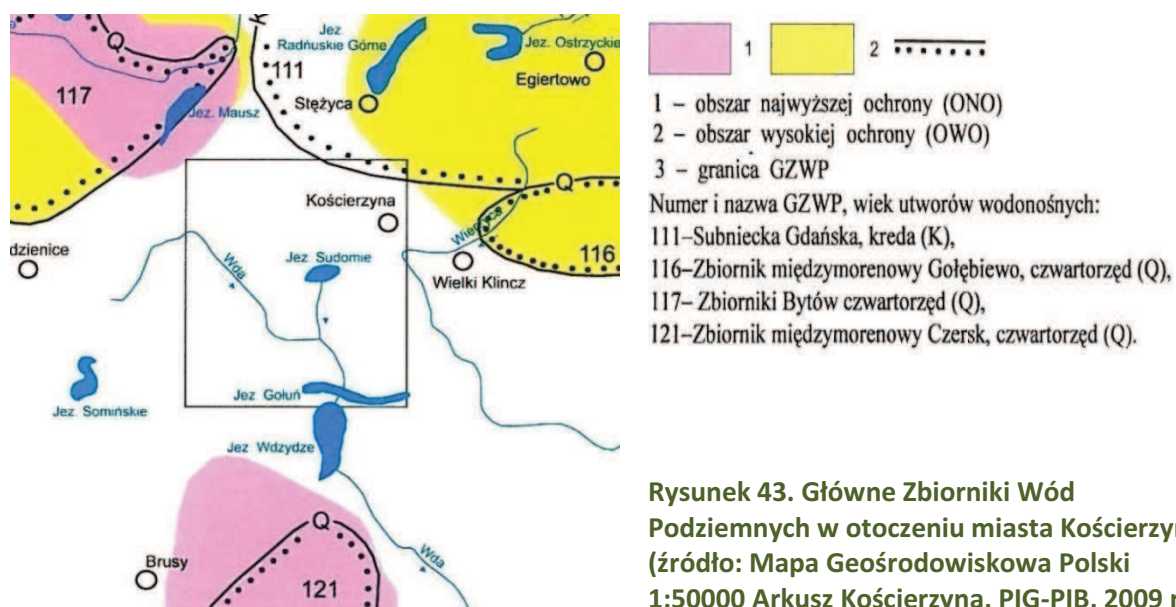 Jez
Radńuskie Górne
Jez. Ostrzyckie
Q
K
117
111
Egiertowo
Stężyca
Jez. Mausz
Q
Kościerzyna
Wierzyca
dzienice
Wda
Jez Sudomie
116
Wielki Klincz
Jez Gołuń
Jez. Somińskie
Jez Wdzydze
Q
Wda
Brusy
121
1
2
1 – obszar najwyższej ochrony (ONO)
2 – obszar wysokiej ochrony (OWO)
3 – granica GZWP
Numer i nazwa GZWP, wiek utworów wodonośnych:
111–Subniecka Gdańska, kreda (K),
116–Zbiornik międzymorenowy Gołębiewo, czwartorzęd (Q),
117– Zbiorniki Bytów czwartorzęd (Q),
121–Zbiornik międzymorenowy Czersk, czwartorzęd (Q).
Rysunek 43. Główne Zbiorniki Wód
Podziemnych w otoczeniu miasta Kościerzyn
(źródło: Mapa Geośrodowiskowa Polski
1:50000 Arkusz Kościerzyna, PIG-PIB, 2009 r